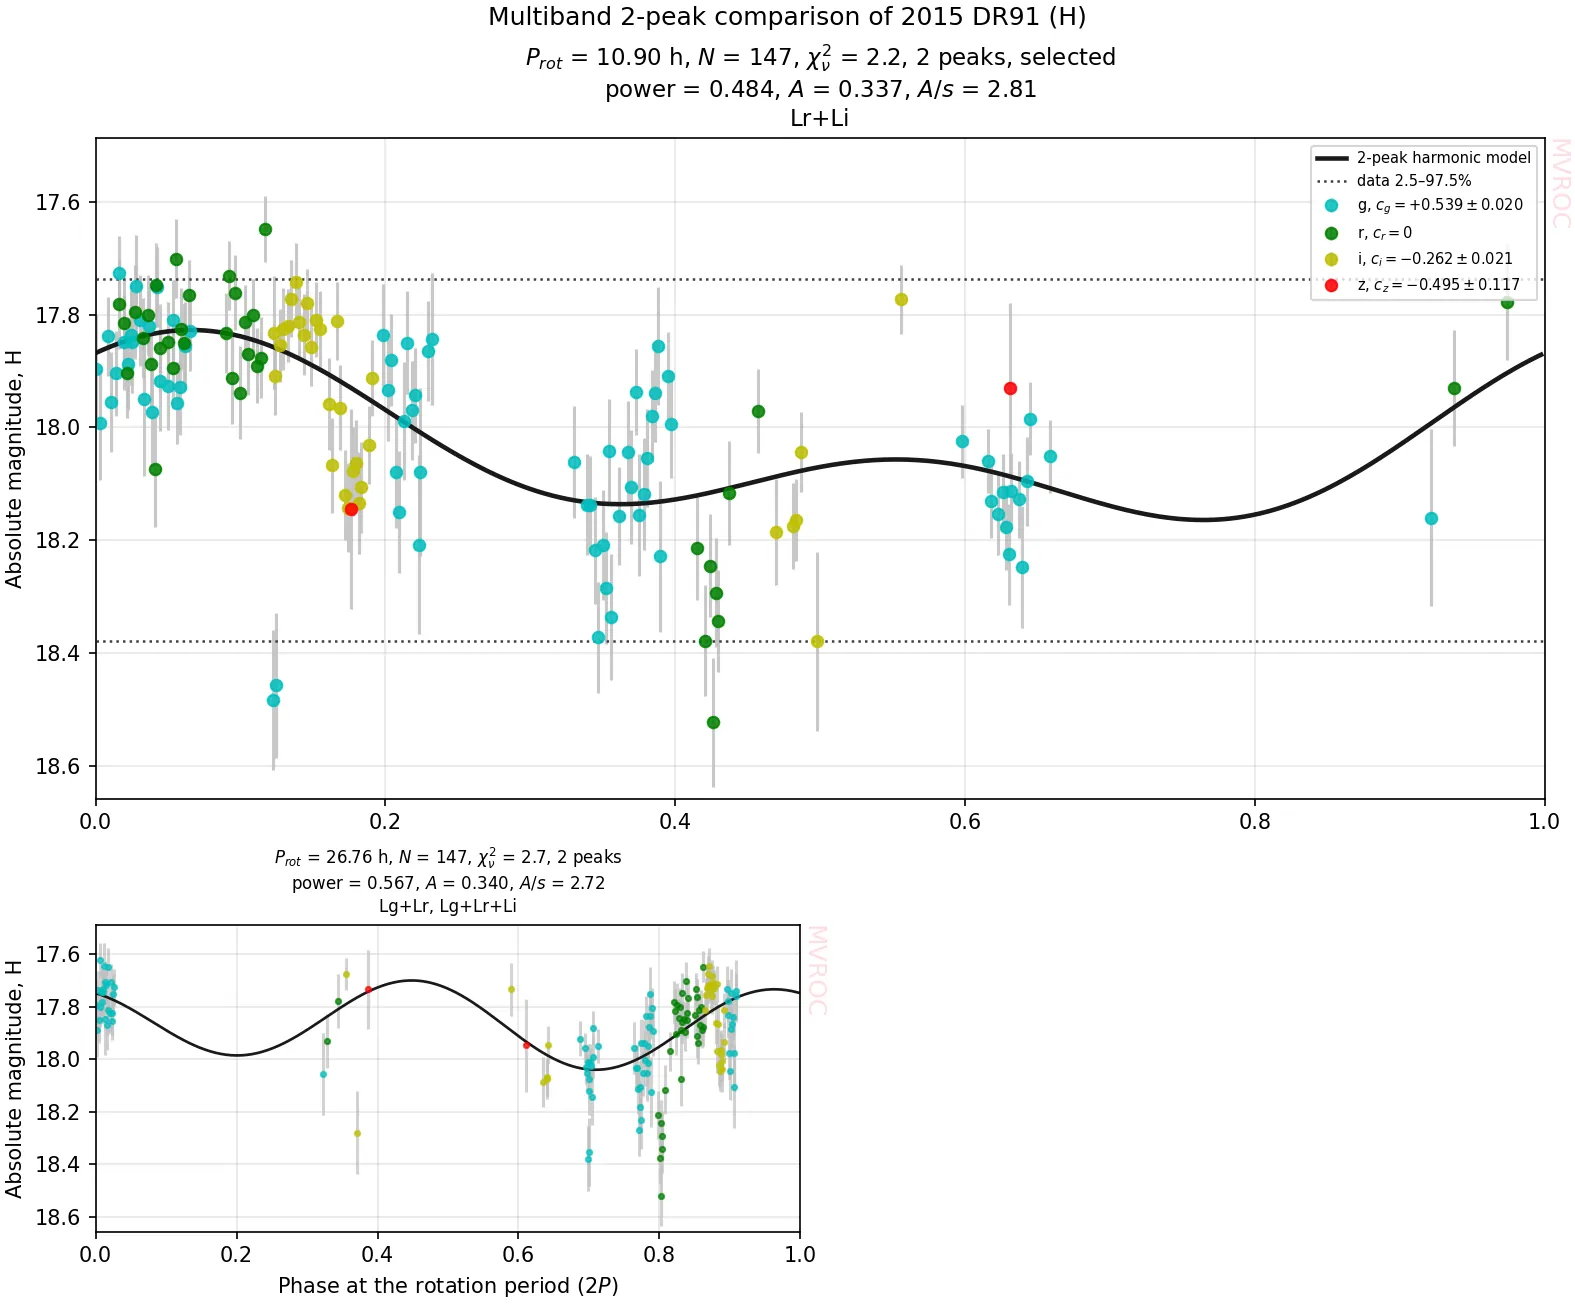 Multiband 2-peak comparison of 2015 DR91 (H)
P_rot = 10.90 h, N = 147, χ²_ν = 2.2, 2 peaks, selected
power = 0.484, A = 0.337, A/s = 2.81
Lr+Li
2-peak harmonic model
data 2.5–97.5%
g, c_g = +0.539 ± 0.020
r, c_r = 0
i, c_i = −0.262 ± 0.021
z, c_z = −0.495 ± 0.117
MVROC
Absolute magnitude, H
17.6
17.8
18.0
18.2
18.4
18.6
0.0 0.2 0.4 0.6 0.8 1.0
P_rot = 26.76 h, N = 147, χ²_ν = 2.7, 2 peaks
power = 0.567, A = 0.340, A/s = 2.72
Lg+Lr, Lg+Lr+Li
MVROC
Absolute magnitude, H
17.6
17.8
18.0
18.2
18.4
18.6
0.0 0.2 0.4 0.6 0.8 1.0
Phase at the rotation period (2P)